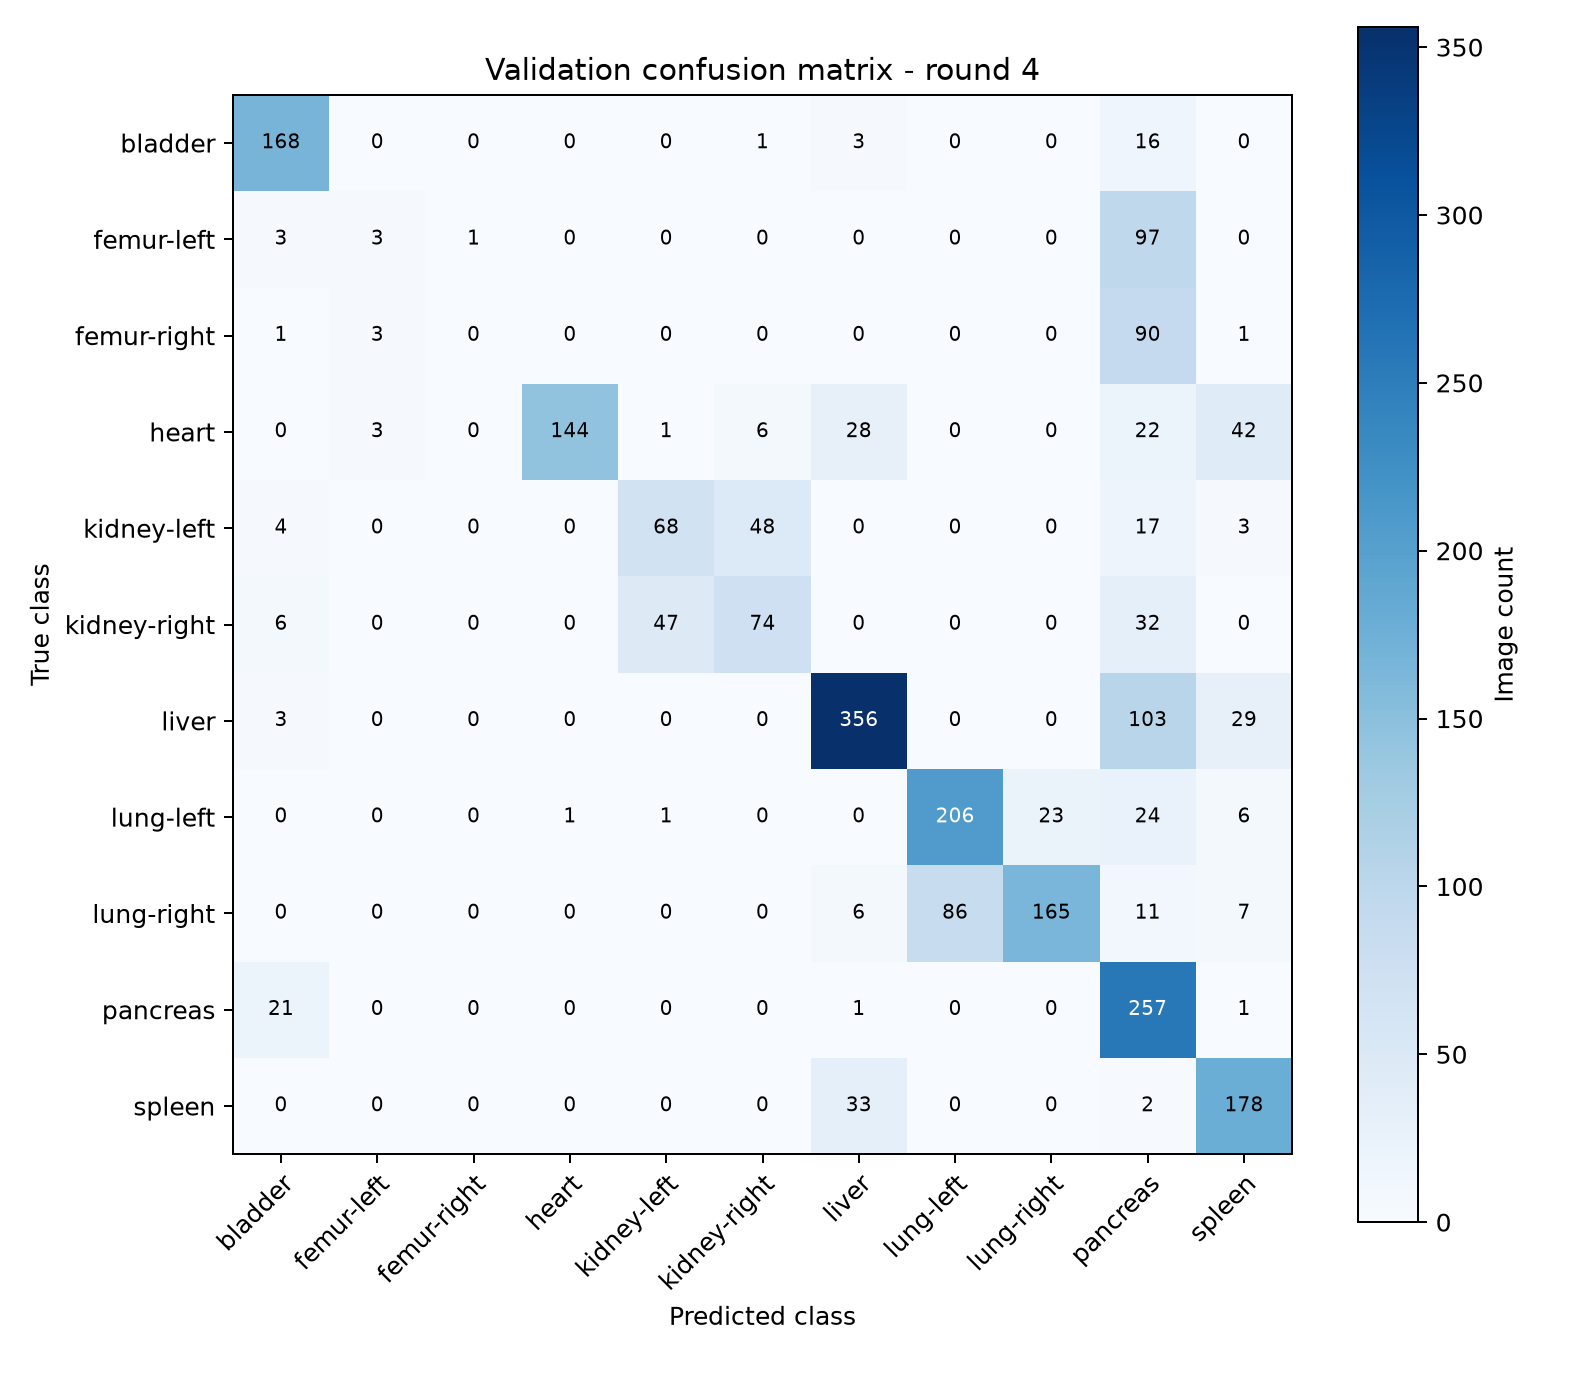 Validation confusion matrix - round 4
bladder 168 0 0 0 0 1 3 0 0 16 0
femur-left 3 3 1 0 0 0 0 0 0 97 0
femur-right 1 3 0 0 0 0 0 0 0 90 1
heart 0 3 0 144 1 6 28 0 0 22 42
kidney-left 4 0 0 0 68 48 0 0 0 17 3
kidney-right 6 0 0 0 47 74 0 0 0 32 0
liver 3 0 0 0 0 0 356 0 0 103 29
lung-left 0 0 0 1 1 0 0 206 23 24 6
lung-right 0 0 0 0 0 0 6 86 165 11 7
pancreas 21 0 0 0 0 0 1 0 0 257 1
spleen 0 0 0 0 0 0 33 0 0 2 178
bladder femur-left femur-right heart kidney-left kidney-right liver lung-left lung-right pancreas spleen
Predicted class
True class
350
300
250
200
150
100
50
0
Image count